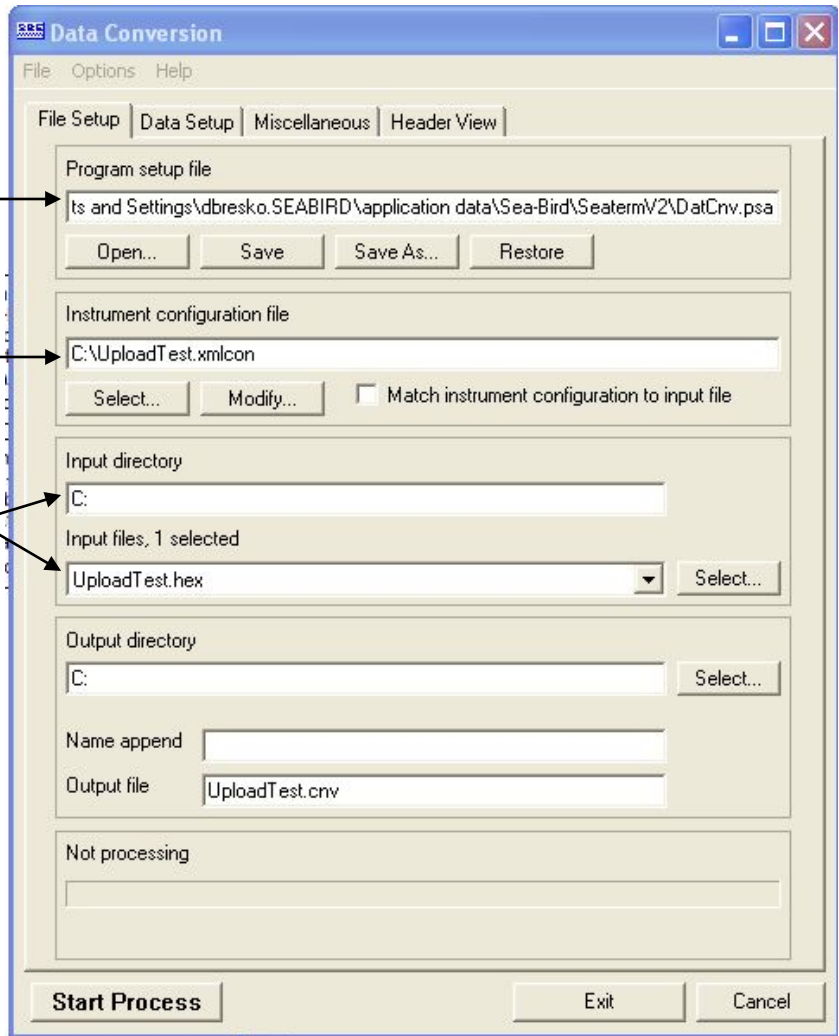 SBE Data Conversion
File Options Help
File Setup Data Setup Miscellaneous Header View
Program setup file
ts and Settings\dbresko.SEABIRD\application data\Sea-Bird\SeatermV2\DatCnv.psa
Open... Save Save As... Restore
Instrument configuration file
C:\UploadTest.xmlcon
Select... Modify... Match instrument configuration to input file
Input directory
C:
Input files, 1 selected
UploadTest.hex Select...
Output directory
C: Select...
Name append
Output file UploadTest.cnv
Not processing
Start Process Exit Cancel